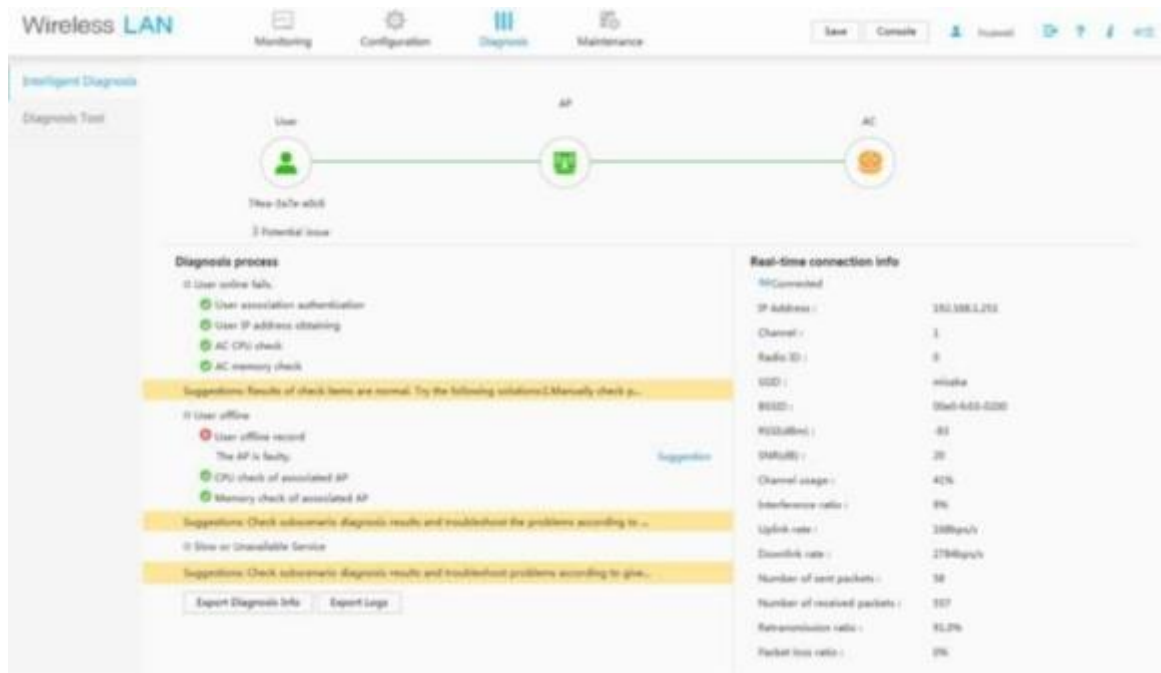 Wireless LAN
Monitoring
Configuration
Diagnosis
Maintenance
Save
Console
huawei
?
i
Intelligent Diagnosis
Diagnosis Tool
User
AP
AC
3 Potential issue
Diagnosis process
User online fails.
User association authentication
User IP address obtaining
AC CPU check
AC memory check
Suggestions: Results of check items are normal. Try the following solutions:1.Manually check p...
User offline
User offline record
The AP is faulty.
Suggestion
CPU check of associated AP
Memory check of associated AP
Suggestions: Check subscenario diagnosis results and troubleshoot the problems according to ...
Slow or Unavailable Service
Suggestions: Check subscenario diagnosis results and troubleshoot problems according to give...
Export Diagnosis Info
Export Logs
Real-time connection info
Connected
IP Address :
Channel : 1
Radio ID : 0
SSID :
BSSID :
RSSI(dBm) : -83
SNR(dB) : 20
Channel usage : 41%
Interference ratio : 9%
Uplink rate :
Downlink rate :
Number of sent packets : 58
Number of received packets : 557
Retransmission ratio :
Packet loss ratio : 0%